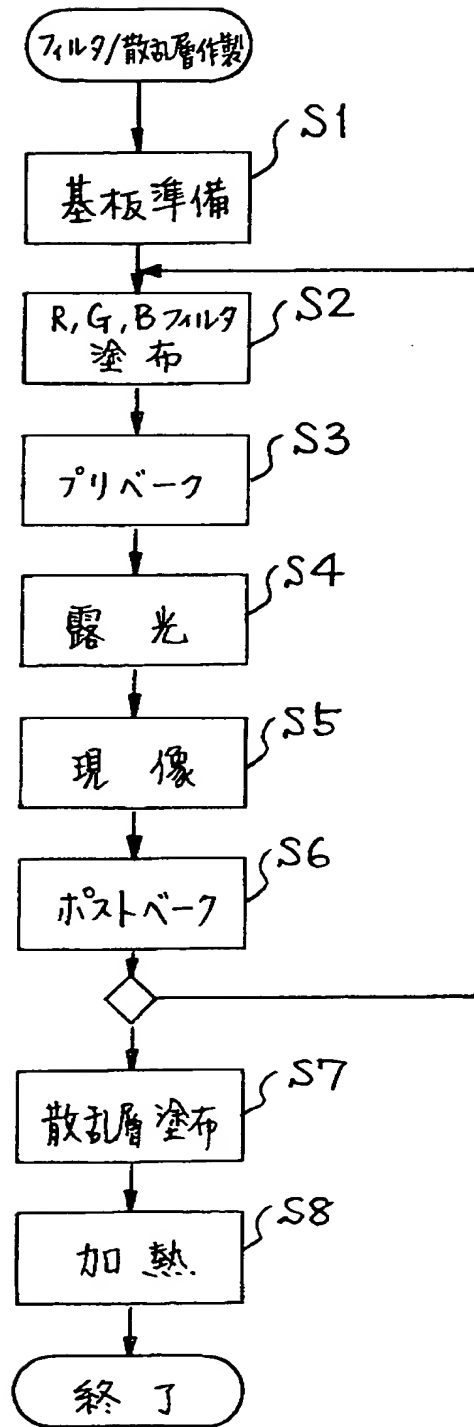 フィルタ/散乱層作製
S1
基板準備
S2
R,G,Bフィルタ
塗布
S3
プリベーク
S4
露光
S5
現像
S6
ポストベーク
S7
散乱層塗布
S8
加熱
終了